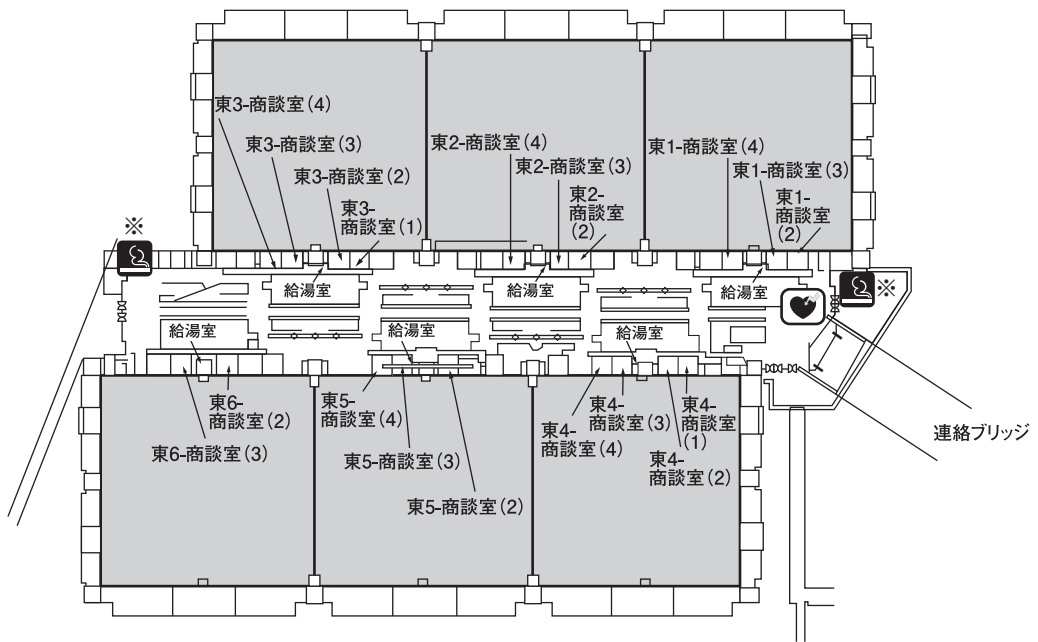 東3-商談室(4)
東3-商談室(3)
東3-商談室(2)
東3-
商談室(1)
東2-商談室(4)
東2-商談室(3)
東2-
商談室
(2)
東1-商談室(4)
東1-商談室(3)
東1-
商談室
(2)
※
※
給湯室
給湯室
給湯室
給湯室
給湯室
給湯室
東6-
商談室(2)
東6-商談室(3)
東5-
商談室
(4)
東5-商談室(3)
東5-商談室(2)
東4-
商談室(4)
東4-
商談室(3)
東4-
商談室
(1)
東4-
商談室(2)
連絡ブリッジ